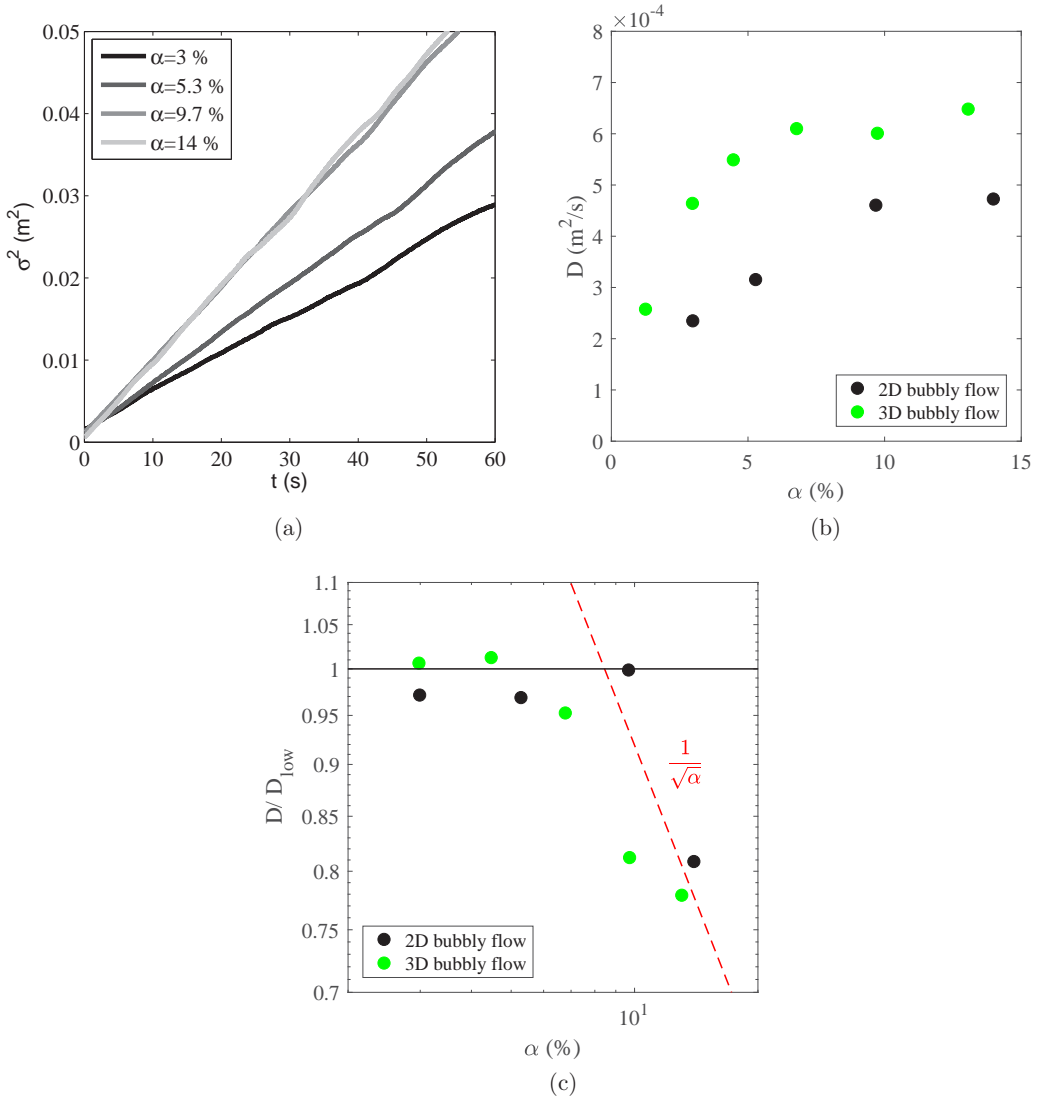 0.05
0.04
0.03
0.02
0.01
0
σ² (m²)
α=3 %
α=5.3 %
α=9.7 %
α=14 %
0 10 20 30 40 50 60
t (s)
(a)
×10⁻⁴
8
7
6
5
4
3
2
1
0
D (m²/s)
2D bubbly flow
3D bubbly flow
0 5 10 15
α (%)
(b)
1.1
1.05
1
0.95
0.9
0.85
0.8
0.75
0.7
D/ D_low
1
√α
2D bubbly flow
3D bubbly flow
10¹
α (%)
(c)